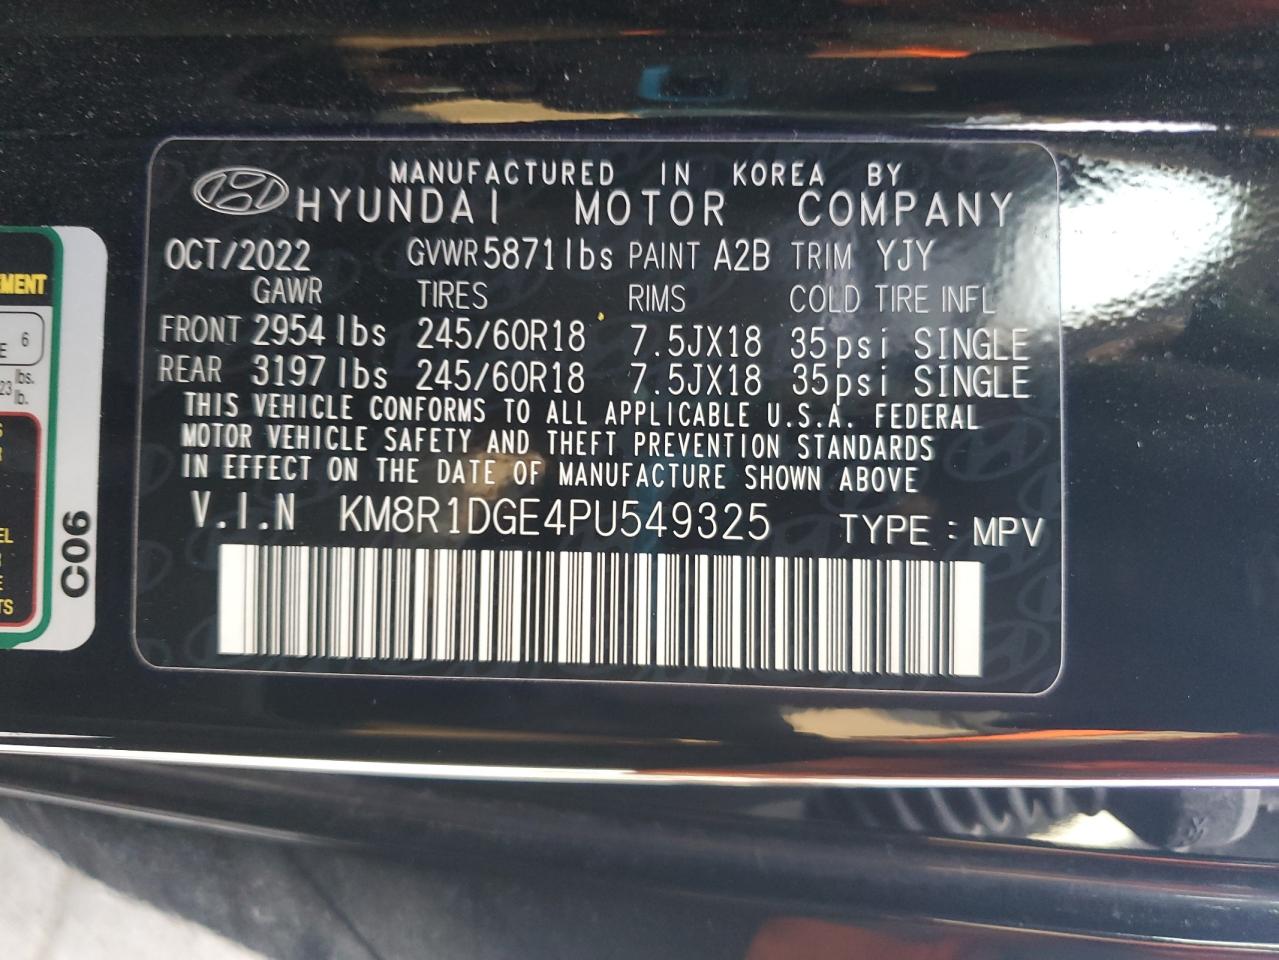 MANUFACTURED IN KOREA BY
HYUNDAI MOTOR COMPANY
OCT/2022 GVWR 5871lbs PAINT A2B TRIM YJY
GAWR TIRES RIMS COLD TIRE INFL
FRONT 2954 lbs 245/60R18 7.5JX18 35psi SINGLE
REAR 3197 lbs 245/60R18 7.5JX18 35psi SINGLE
THIS VEHICLE CONFORMS TO ALL APPLICABLE U.S.A. FEDERAL
MOTOR VEHICLE SAFETY AND THEFT PREVENTION STANDARDS
IN EFFECT ON THE DATE OF MANUFACTURE SHOWN ABOVE
V.I.N KM8R1DGE4PU549325 TYPE : MPV
6
lbs.
lb.
C06